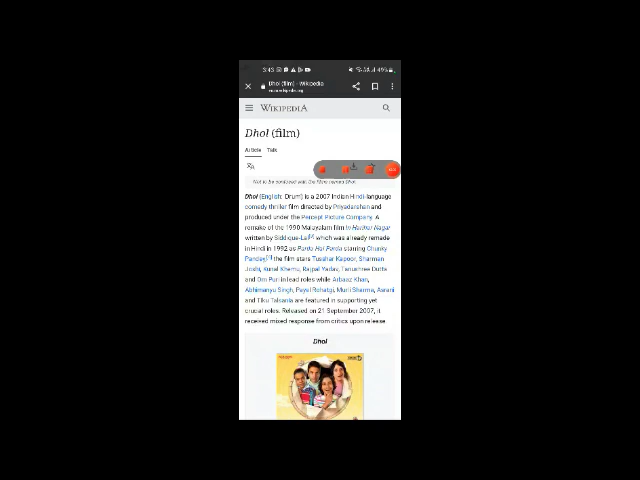 3:43 49%
Dhol (film) - Wikipedia
WIKIPEDIA
Dhol (film)
Article Talk
Not to be confused with the
Dhol (English: Drum) is a 2007 Indian Hindi-language
comedy thriller film directed by Priyadarshan and
produced under the Percept Picture Company. A
remake of the 1990 Malayalam film In Harihar Nagar
written by Siddique-Lal which was already remade
in Hindi in 1992 as Parda Hai Parda starring Chunky
Pandey, the film stars Tusshar Kapoor, Sharman
Joshi, Kunal Khemu, Rajpal Yadav, Tanushree Dutta
and Om Puri in lead roles while Arbaaz Khan,
Abhimanyu Singh, Payal Rohatgi, Murli Sharma, Asrani
and Tiku Talsania are featured in supporting yet
crucial roles. Released on 21 September 2007, it
received mixed response from critics upon release.
Dhol